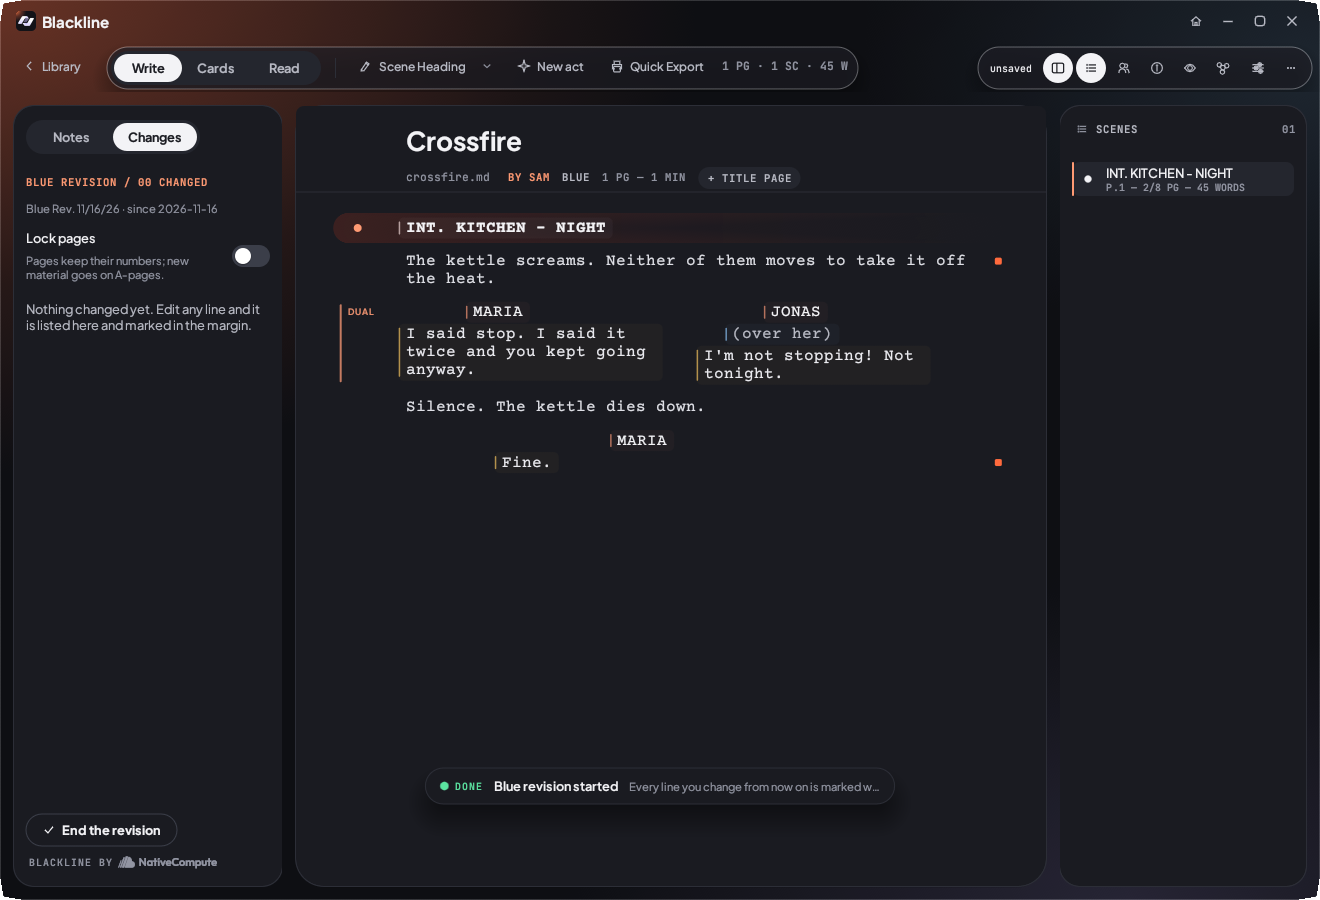 Blackline
Library
Write Cards Read
Scene Heading
New act
Quick Export
1 PG · 1 SC · 45 W
unsaved
Notes Changes
BLUE REVISION / 00 CHANGED
Blue Rev. 11/16/26 · since 2026-11-16
Lock pages
Pages keep their numbers; new
material goes on A-pages.
Nothing changed yet. Edit any line and it
is listed here and marked in the margin.
End the revision
BLACKLINE BY NativeCompute
Crossfire
crossfire.md BY SAM BLUE 1 PG — 1 MIN + TITLE PAGE
INT. KITCHEN - NIGHT
The kettle screams. Neither of them moves to take it off
the heat.
DUAL
MARIA
I said stop. I said it
twice and you kept going
anyway.
JONAS
(over her)
I'm not stopping! Not
tonight.
Silence. The kettle dies down.
MARIA
Fine.
DONE Blue revision started Every line you change from now on is marked w…
SCENES 01
INT. KITCHEN - NIGHT
P.1 — 2/8 PG — 45 WORDS